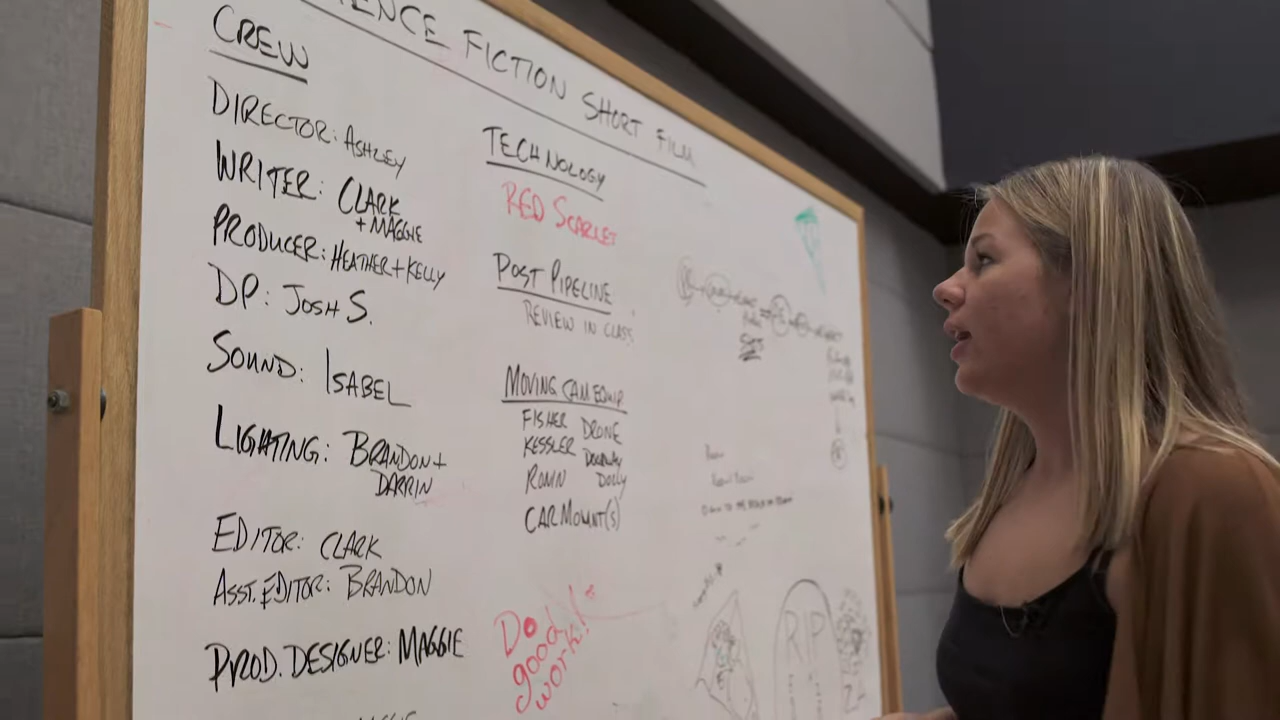 FICTION SHORT FILM
CREW
DIRECTOR: ASHLEY
WRITER: CLARK
+ MAGGIE
PRODUCER: HEATHER + KELLY
DP: JOSH S.
SOUND: ISABEL
LIGHTING: BRANDON +
DARRIN
EDITOR: CLARK
ASST. EDITOR: BRANDON
PROD. DESIGNER: MAGGIE
TECHNOLOGY
RED SCARLET
POST PIPELINE
REVIEW IN CLASS
MOVING CAM EQUIP
FISHER DRONE
KESSLER
RONIN DOLLY
CAR MOUNT(S)
Do
good
work!
RIP